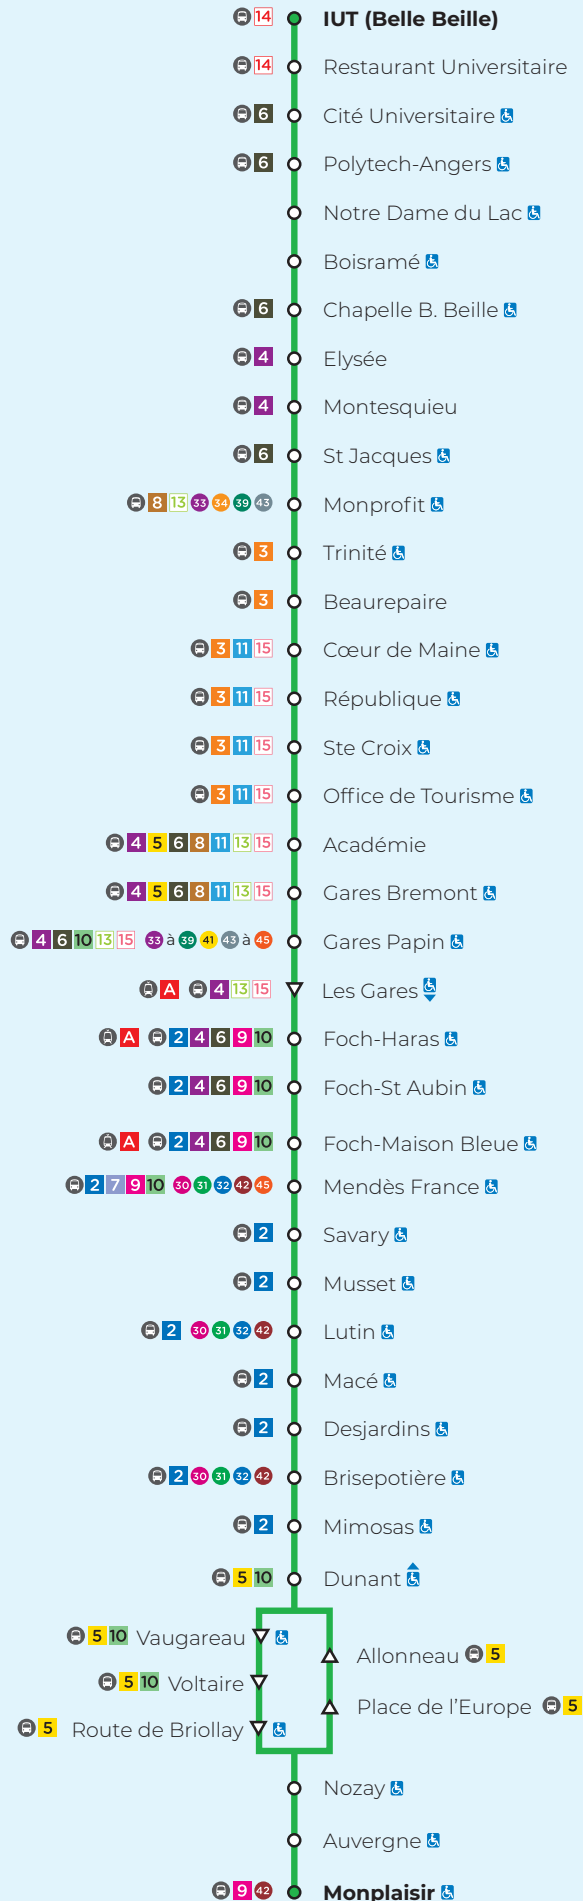 14 IUT (Belle Beille)
14 Restaurant Universitaire
6 Cité Universitaire
6 Polytech-Angers
Notre Dame du Lac
Boisramé
6 Chapelle B. Beille
4 Elysée
4 Montesquieu
6 St Jacques
8 13 33 34 39 43 Monprofit
3 Trinité
3 Beaurepaire
3 11 15 Cœur de Maine
3 11 15 République
3 11 15 Ste Croix
3 11 15 Office de Tourisme
4 5 6 8 11 13 15 Académie
4 5 6 8 11 13 15 Gares Bremont
4 6 10 13 15 33 à 39 41 43 à 45 Gares Papin
A 4 13 15 Les Gares
A 2 4 6 9 10 Foch-Haras
2 4 6 9 10 Foch-St Aubin
A 2 4 6 9 10 Foch-Maison Bleue
2 7 9 10 30 31 32 42 45 Mendès France
2 Savary
2 Musset
2 30 31 32 42 Lutin
2 Macé
2 Desjardins
2 30 31 32 42 Brisepotière
2 Mimosas
5 10 Dunant
5 10 Vaugareau
Allonneau 5
5 10 Voltaire
Place de l’Europe 5
5 Route de Briollay
Nozay
Auvergne
9 42 Monplaisir